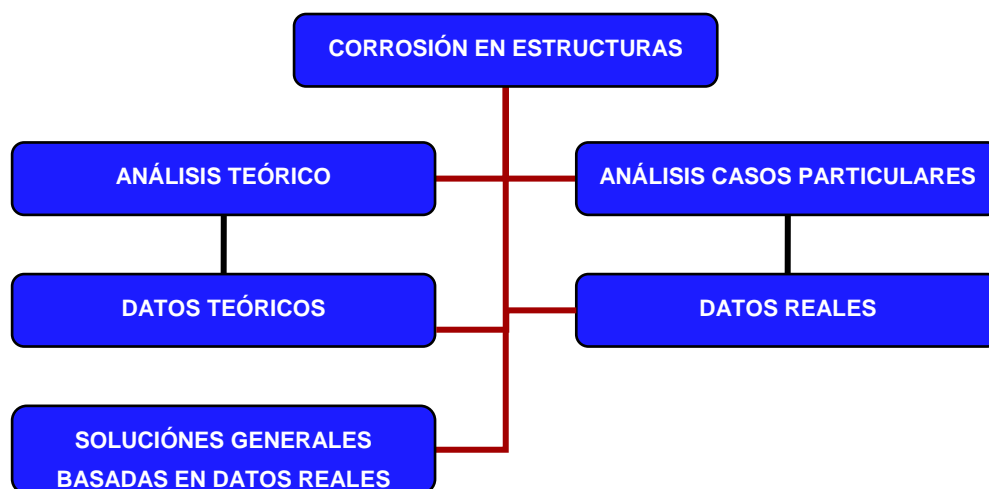 CORROSIÓN EN ESTRUCTURAS
ANÁLISIS TEÓRICO
ANÁLISIS CASOS PARTICULARES
DATOS TEÓRICOS
DATOS REALES
SOLUCIÓNES GENERALES
BASADAS EN DATOS REALES